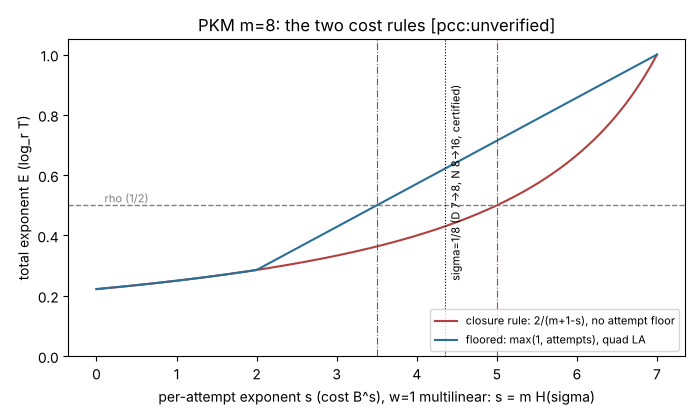 PKM m=8: the two cost rules [pcc:unverified]
total exponent E (log_r T)
1.0
0.8
0.6
0.4
0.2
0.0
rho (1/2)
sigma=1/8 (D 7→8, N 8→16, certified)
closure rule: 2/(m+1-s), no attempt floor
floored: max(1, attempts), quad LA
0 1 2 3 4 5 6 7
per-attempt exponent s (cost B^s), w=1 multilinear: s = m H(sigma)